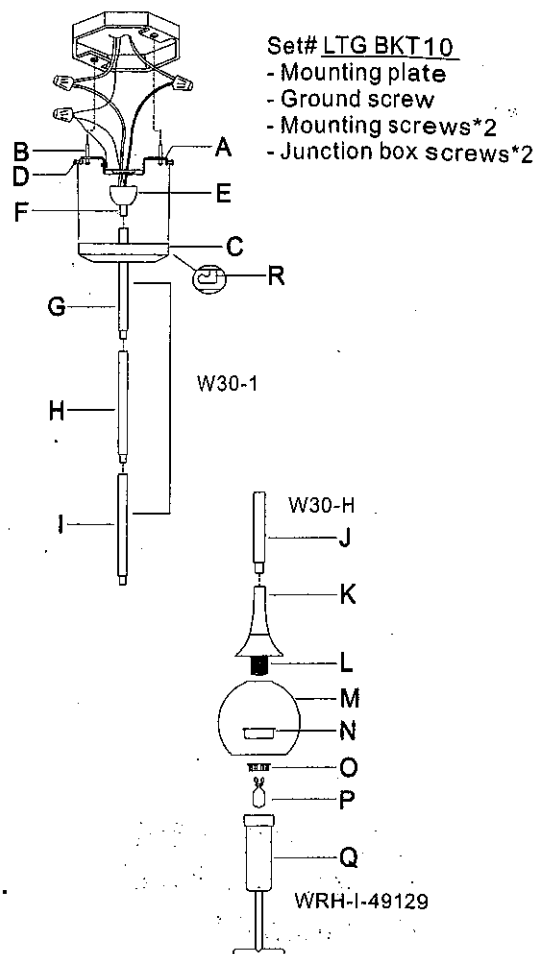 Set# LTG BKT10
- Mounting plate
- Ground screw
- Mounting screws*2
- Junction box screws*2
B
A
D
E
F
C
R
G
W30-1
H
I
W30-H
J
K
L
M
N
O
P
Q
WRH-I-49129